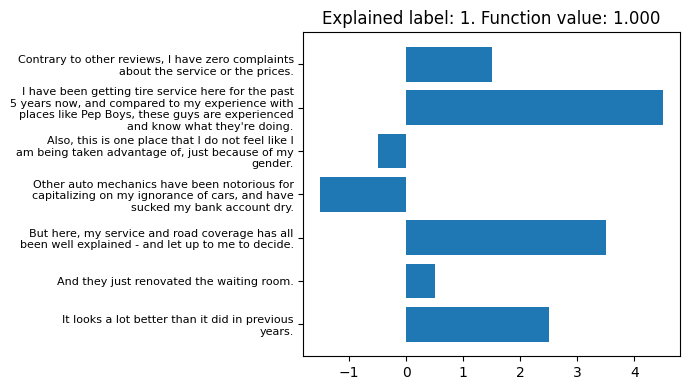 Explained label: 1. Function value: 1.000
Contrary to other reviews, I have zero complaints
about the service or the prices.
I have been getting tire service here for the past
5 years now, and compared to my experience with
places like Pep Boys, these guys are experienced
and know what they're doing.
Also, this is one place that I do not feel like I
am being taken advantage of, just because of my
gender.
Other auto mechanics have been notorious for
capitalizing on my ignorance of cars, and have
sucked my bank account dry.
But here, my service and road coverage has all
been well explained - and let up to me to decide.
And they just renovated the waiting room.
It looks a lot better than it did in previous
years.
−1 0 1 2 3 4